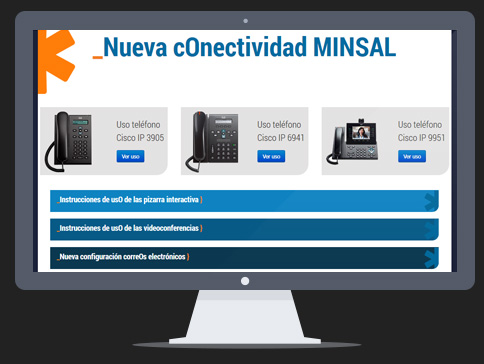 _Nueva cOnectividad MINSAL
Uso teléfono
Cisco IP 3905
Ver uso
Uso teléfono
Cisco IP 6941
Ver uso
Uso teléfono
Cisco IP 9951
Ver uso
_Instrucciones de usO de las pizarra interactiva )
_Instrucciones de usO de las videoconferencias )
_Nueva configuración correOs electrónicos )